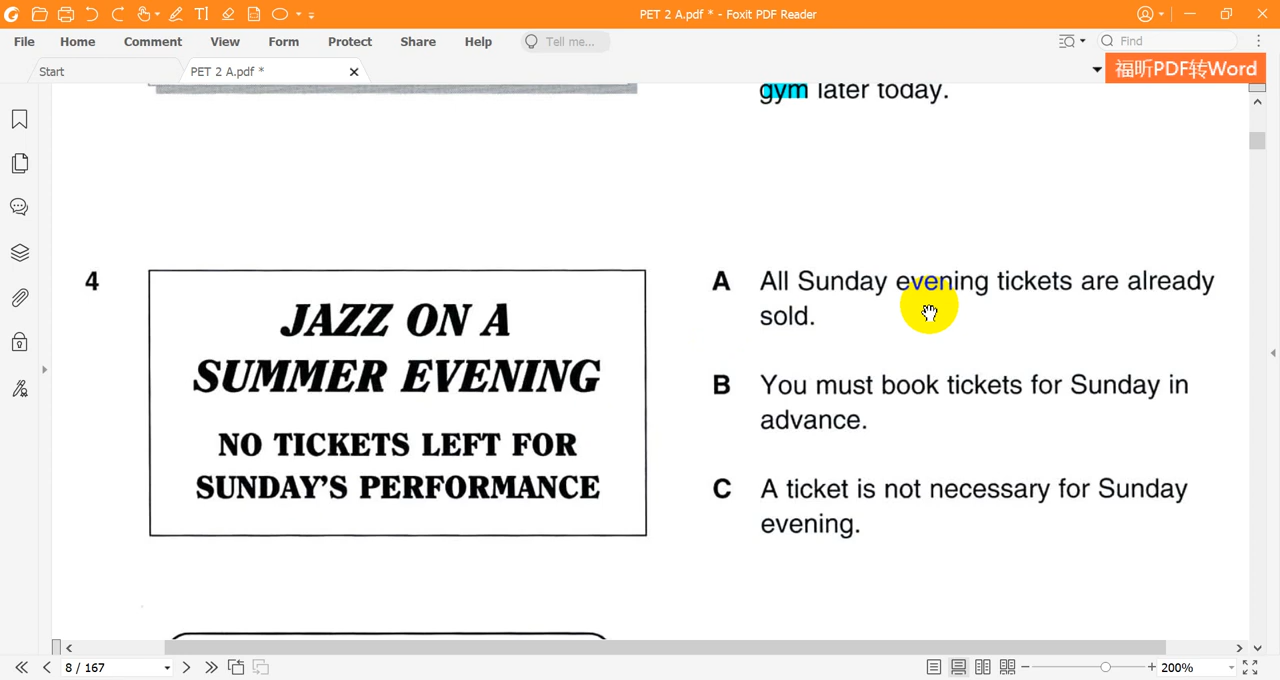 PET 2 A.pdf * - Foxit PDF Reader
File Home Comment View Form Protect Share Help Tell me... Find
Start PET 2 A.pdf * 福昕PDF转Word
gym later today.
4
JAZZ ON A
SUMMER EVENING
NO TICKETS LEFT FOR
SUNDAY'S PERFORMANCE
A All Sunday evening tickets are already
sold.
B You must book tickets for Sunday in
advance.
C A ticket is not necessary for Sunday
evening.
8 / 167 200%